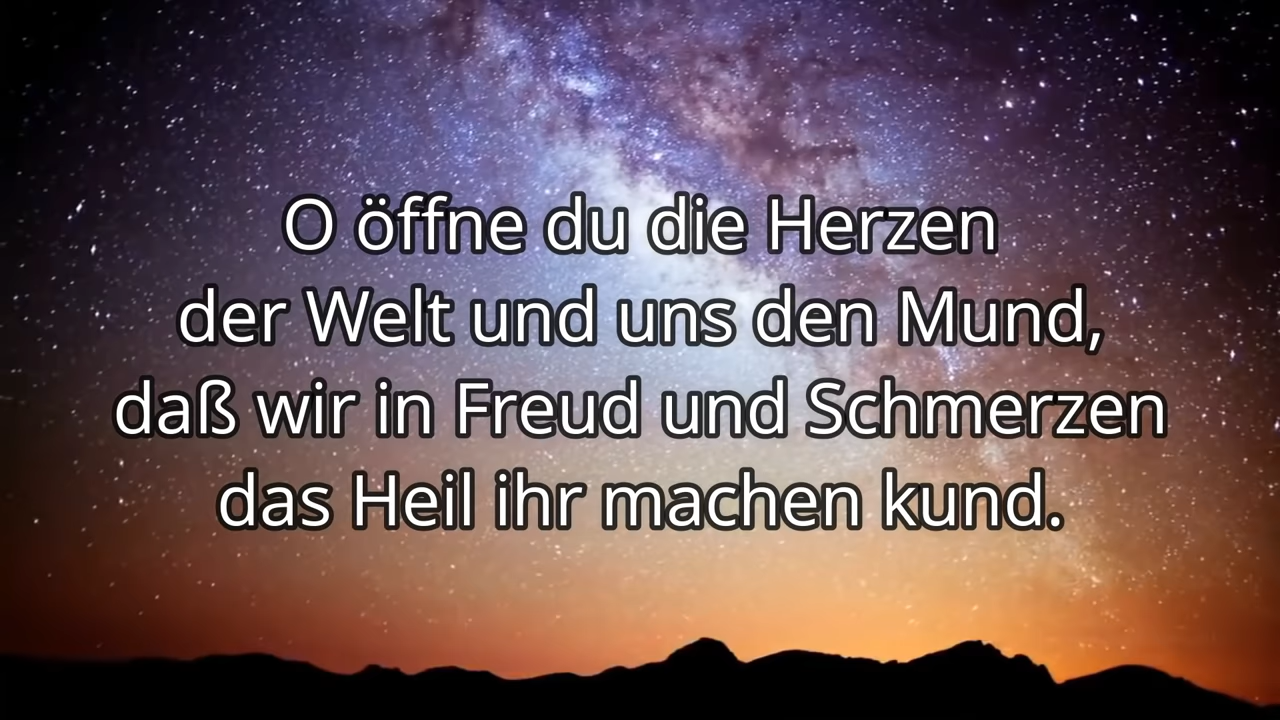 O öffne du die Herzen
der Welt und uns den Mund,
daß wir in Freud und Schmerzen
das Heil ihr machen kund.